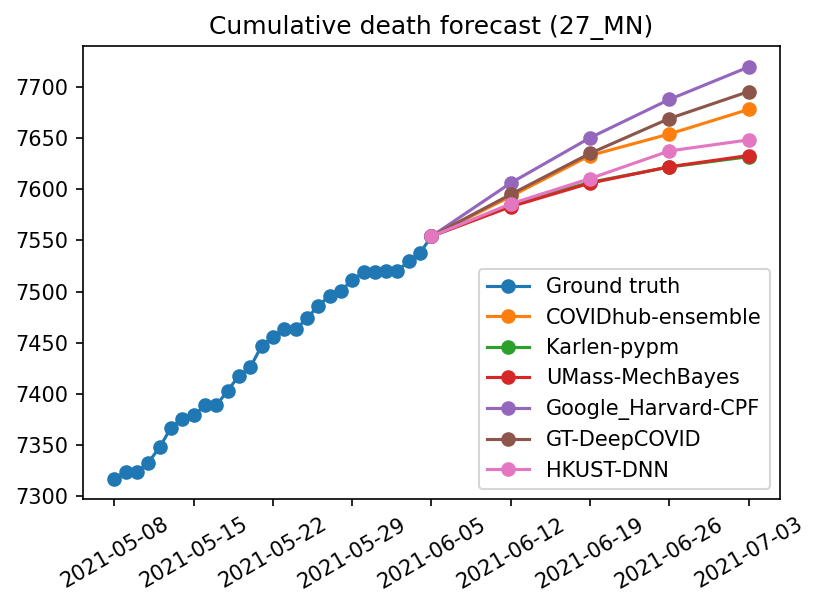 Cumulative death forecast (27_MN)
7700
7650
7600
7550
7500
7450
7400
7350
7300
Ground truth
COVIDhub-ensemble
Karlen-pypm
UMass-MechBayes
Google_Harvard-CPF
GT-DeepCOVID
HKUST-DNN
2021-05-08
2021-05-15
2021-05-22
2021-05-29
2021-06-05
2021-06-12
2021-06-19
2021-06-26
2021-07-03